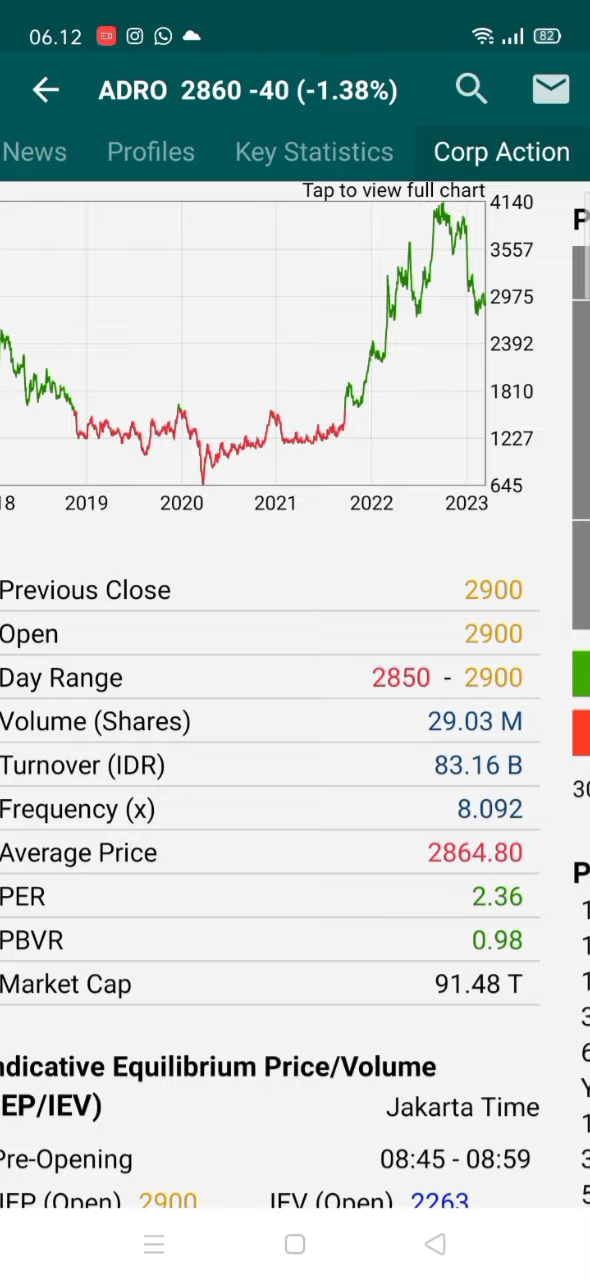 06.12
82
ADRO 2860 -40 (-1.38%)
News Profiles Key Statistics Corp Action
Tap to view full chart
4140
3557
2975
2392
1810
1227
645
18 2019 2020 2021 2022 2023
Previous Close 2900
Open 2900
Day Range 2850 - 2900
Volume (Shares) 29.03 M
Turnover (IDR) 83.16 B
Frequency (x) 8.092
Average Price 2864.80
PER 2.36
PBVR 0.98
Market Cap 91.48 T
ndicative Equilibrium Price/Volume
EP/IEV) Jakarta Time
Pre-Opening 08:45 - 08:59
IEP (Open) 2900 IEV (Open) 2263